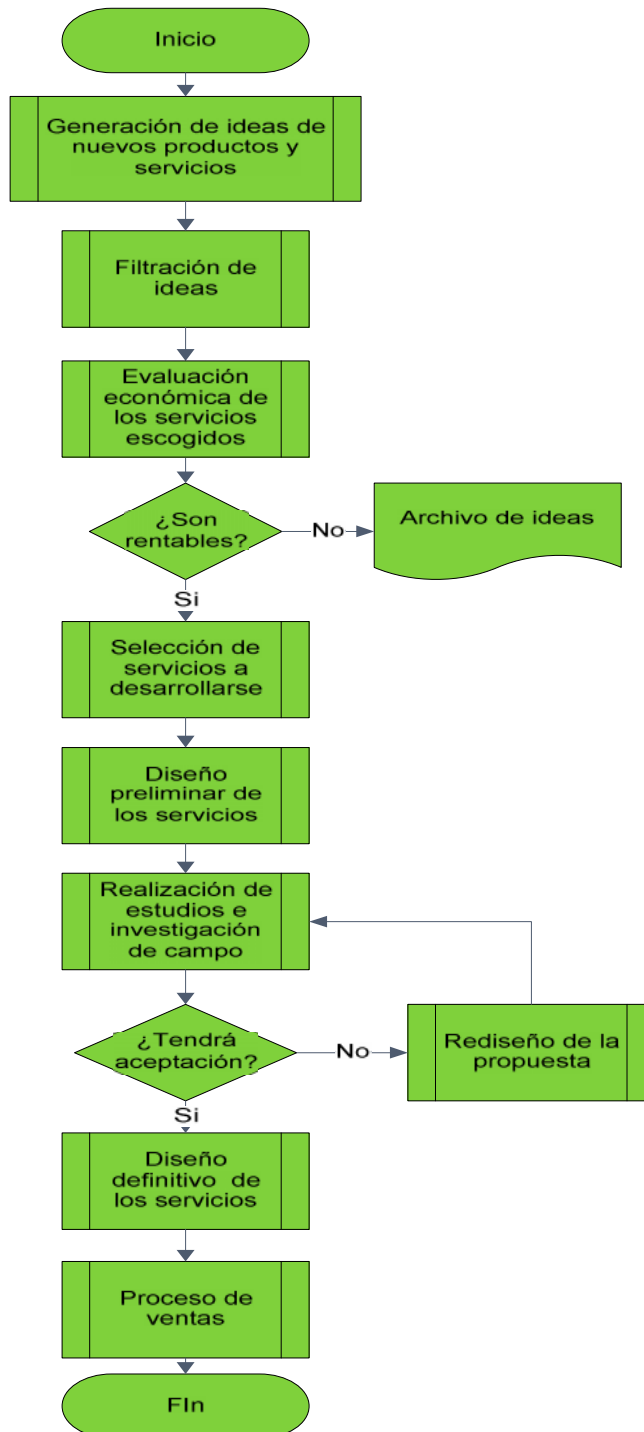 Inicio
Generación de ideas de
nuevos productos y
servicios
Filtración de
ideas
Evaluación
económica de
los servicios
escogidos
¿Son
rentables?
No
Archivo de ideas
Si
Selección de
servicios a
desarrollarse
Diseño
preliminar de
los servicios
Realización de
estudios e
investigación
de campo
¿Tendrá
aceptación?
No
Rediseño de la
propuesta
Si
Diseño
definitivo de
los servicios
Proceso de
ventas
FIn